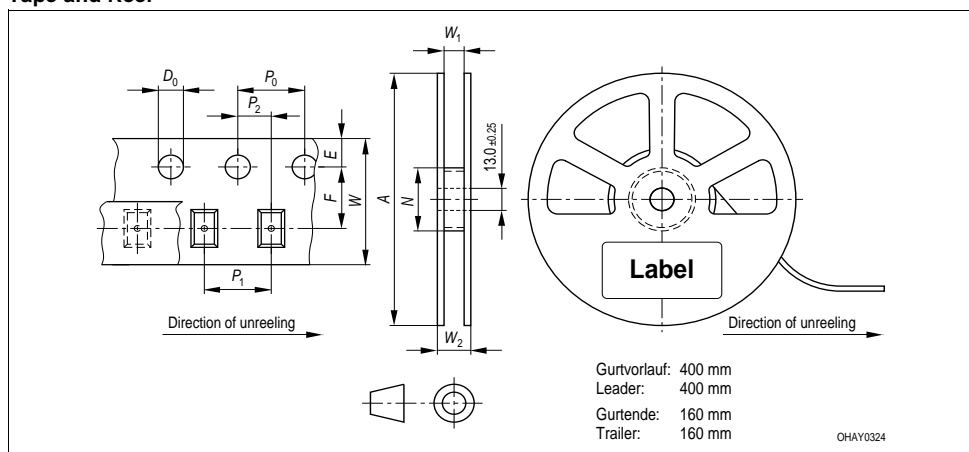 Tape and Reel
W1
D0
P0
P2
E
F
W
A
N
13.0 ±0.25
P1
Label
Direction of unreeling
W2
Direction of unreeling
Gurtvorlauf: 400 mm
Leader: 400 mm
Gurtende: 160 mm
Trailer: 160 mm
OHAY0324